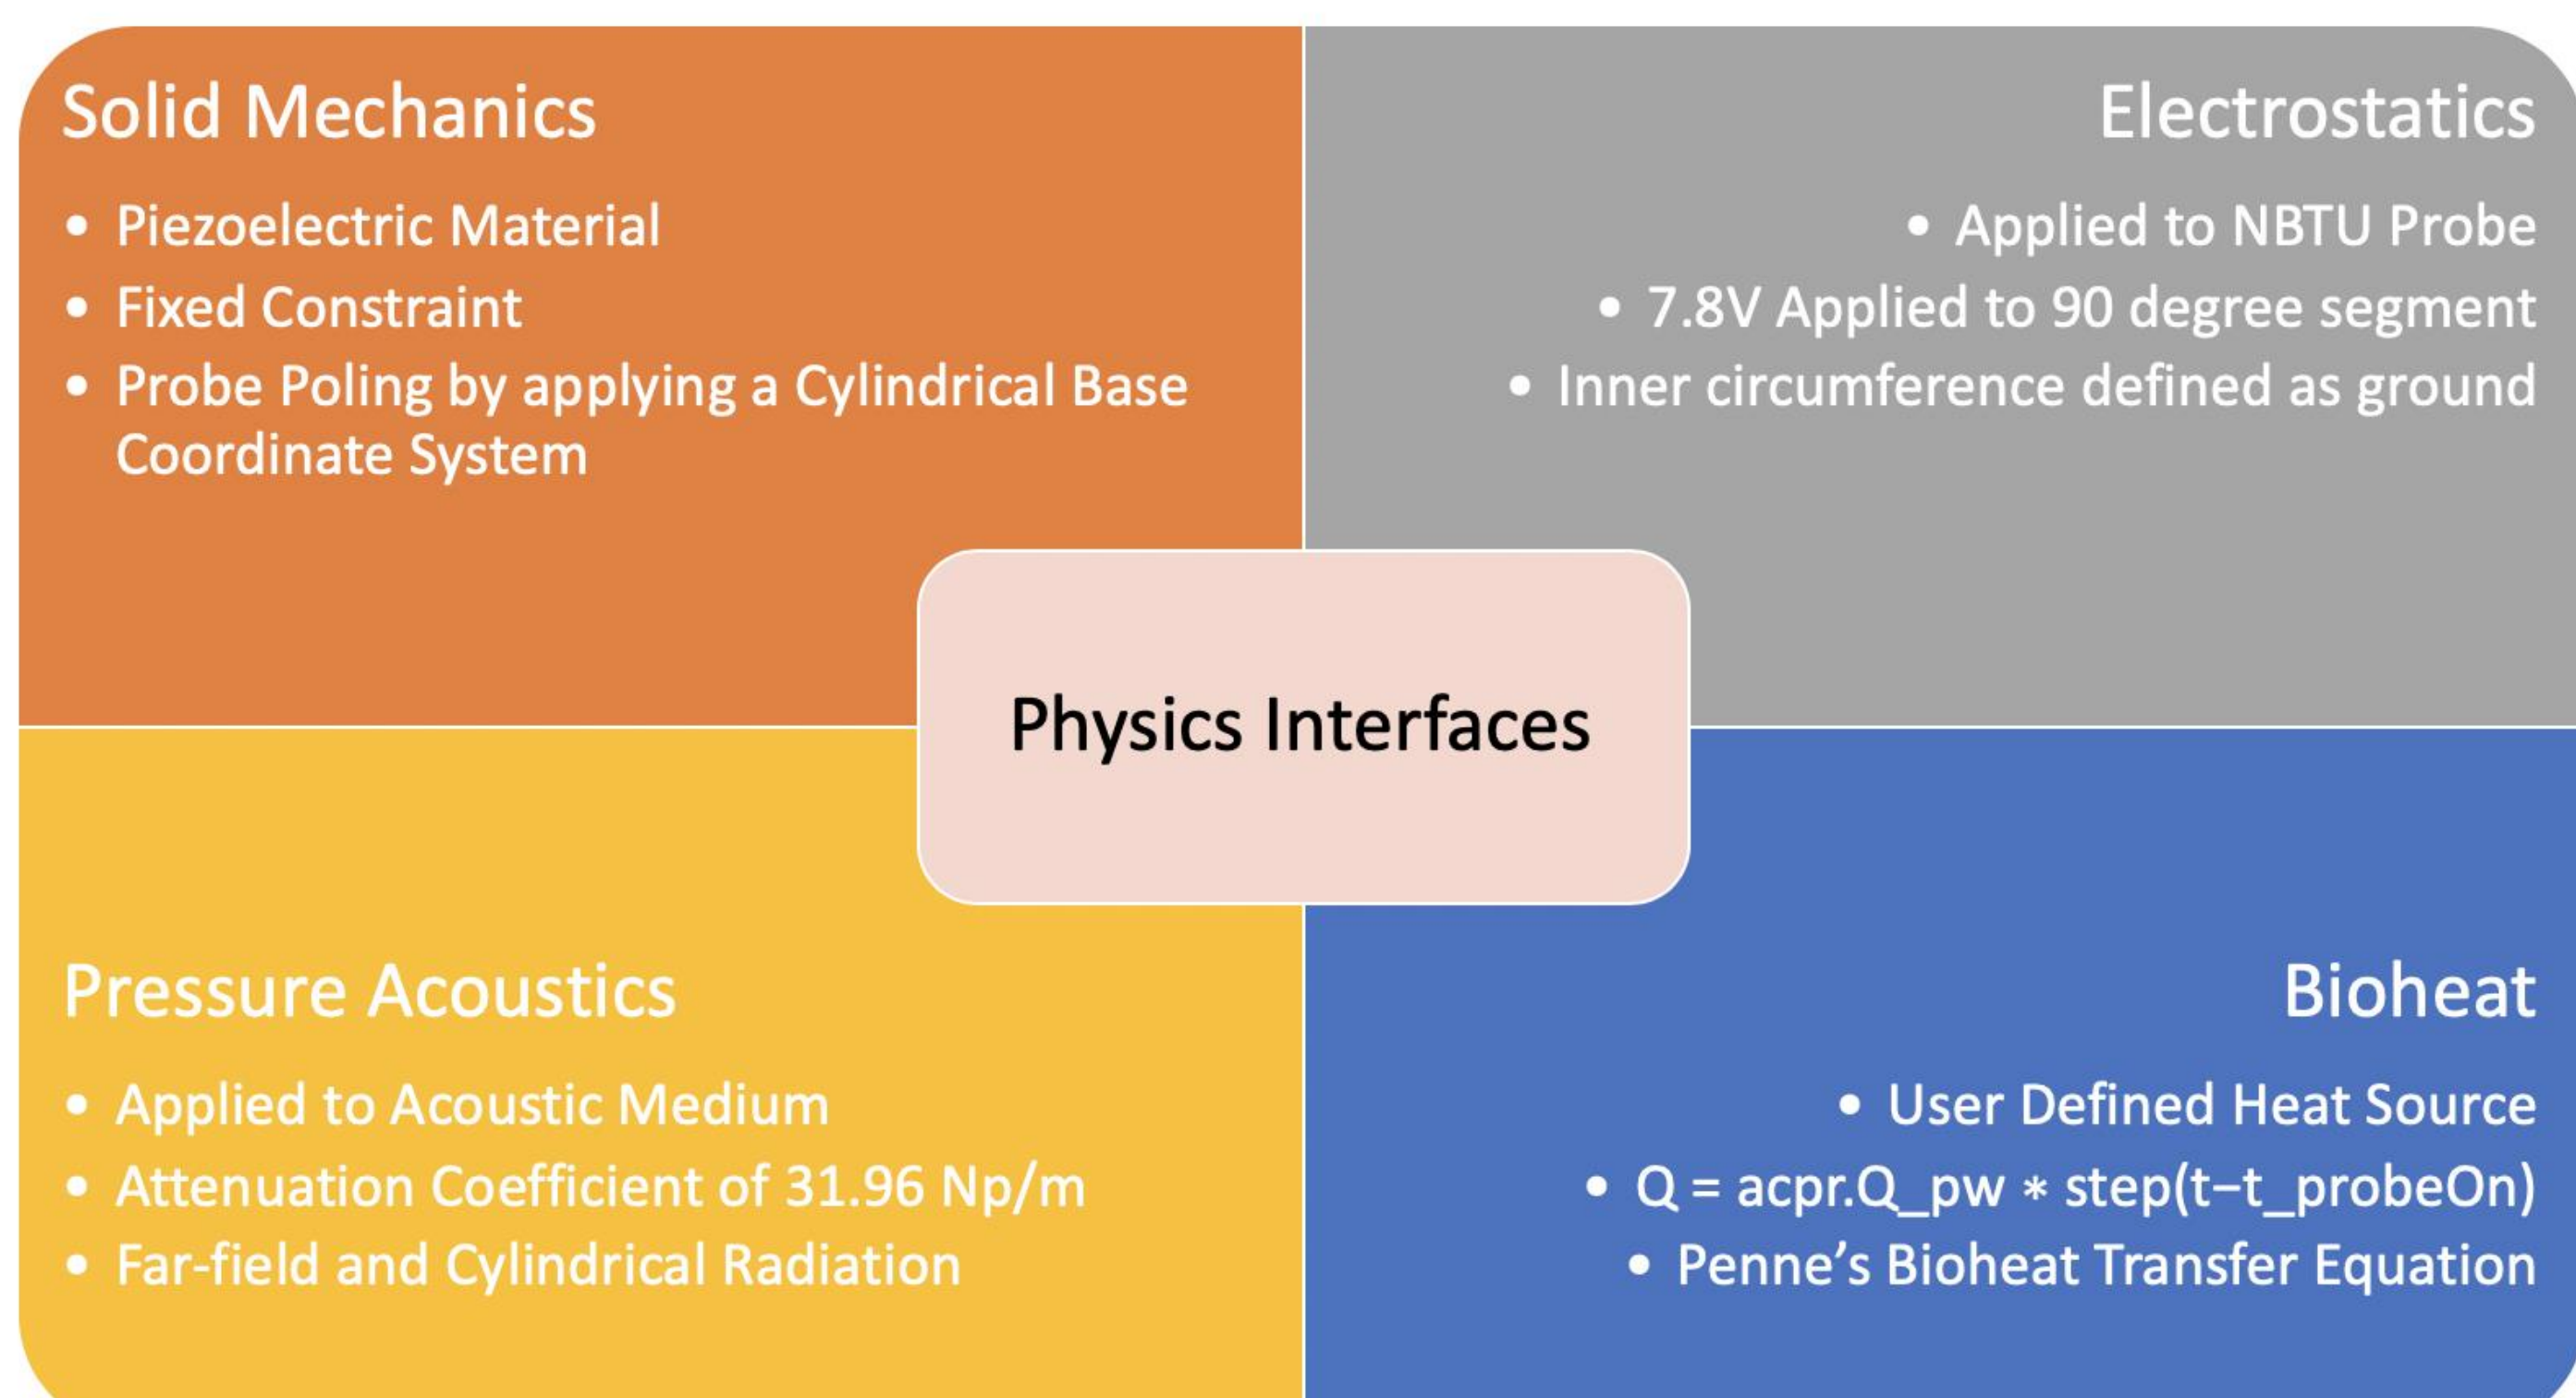 Solid Mechanics
• Piezoelectric Material
• Fixed Constraint
• Probe Poling by applying a Cylindrical Base
Coordinate System
Electrostatics
• Applied to NBTU Probe
• 7.8V Applied to 90 degree segment
• Inner circumference defined as ground
Physics Interfaces
Pressure Acoustics
• Applied to Acoustic Medium
• Attenuation Coefficient of 31.96 Np/m
• Far-field and Cylindrical Radiation
Bioheat
• User Defined Heat Source
• Q = acpr.Q_pw * step(t−t_probeOn)
• Penne’s Bioheat Transfer Equation